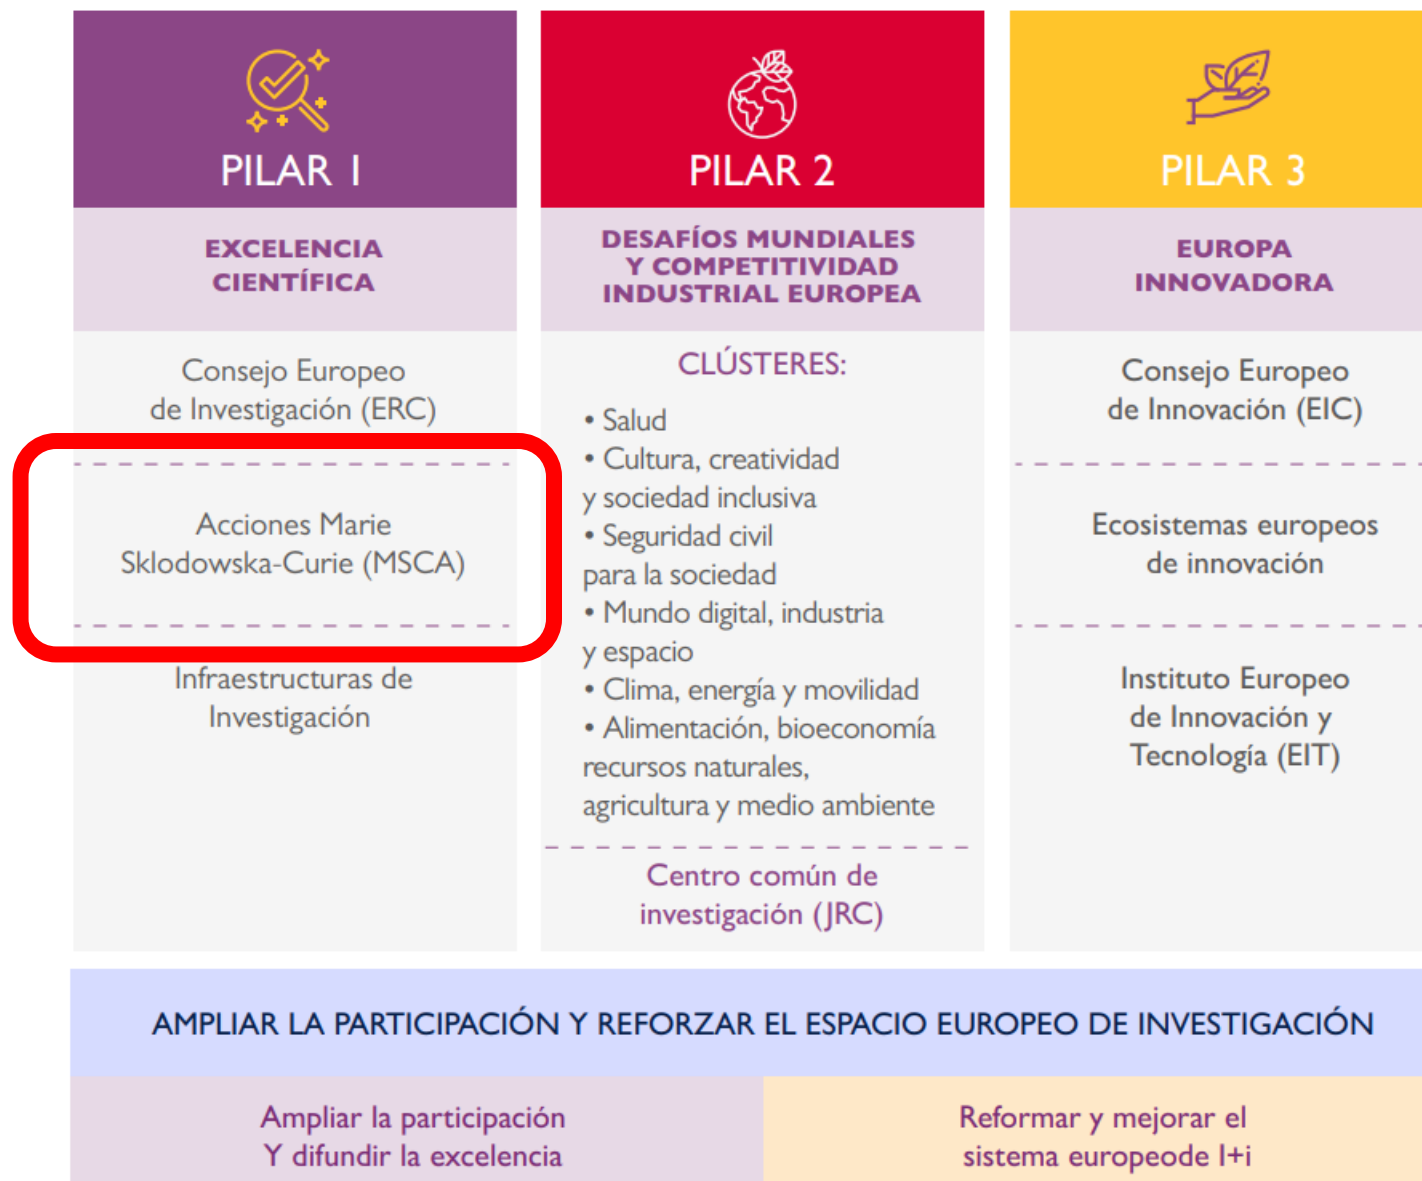 PILAR 1
EXCELENCIA
CIENTÍFICA
Consejo Europeo
de Investigación (ERC)
Acciones Marie
Sklodowska-Curie (MSCA)
Infraestructuras de
Investigación
PILAR 2
DESAFÍOS MUNDIALES
Y COMPETITIVIDAD
INDUSTRIAL EUROPEA
CLÚSTERES:
• Salud
• Cultura, creatividad
y sociedad inclusiva
• Seguridad civil
para la sociedad
• Mundo digital, industria
y espacio
• Clima, energía y movilidad
• Alimentación, bioeconomía
recursos naturales,
agricultura y medio ambiente
Centro común de
investigación (JRC)
PILAR 3
EUROPA
INNOVADORA
Consejo Europeo
de Innovación (EIC)
Ecosistemas europeos
de innovación
Instituto Europeo
de Innovación y
Tecnología (EIT)
AMPLIAR LA PARTICIPACIÓN Y REFORZAR EL ESPACIO EUROPEO DE INVESTIGACIÓN
Ampliar la participación
Y difundir la excelencia
Reformar y mejorar el
sistema europeode I+i